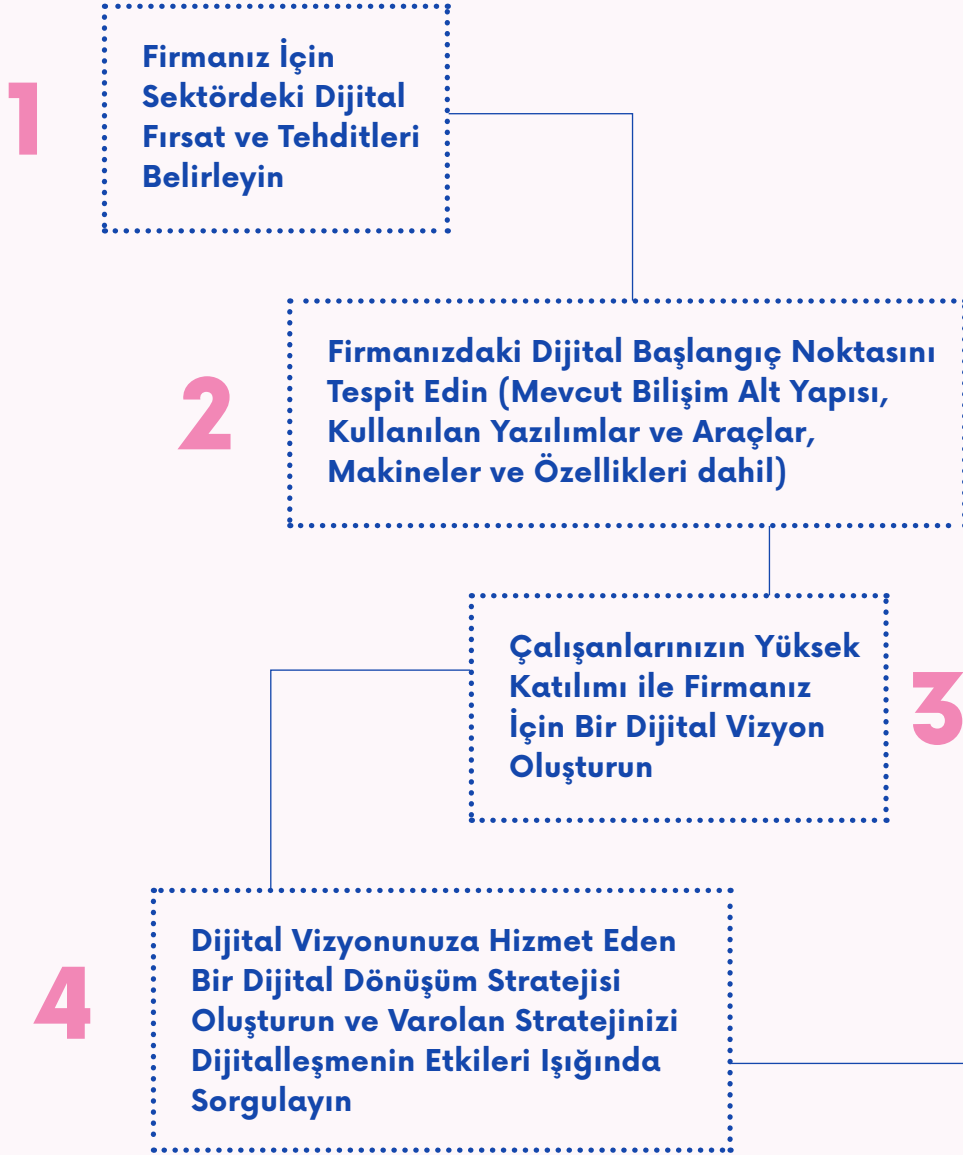 1
Firmanız İçin
Sektördeki Dijital
Fırsat ve Tehditleri
Belirleyin
2
Firmanızdaki Dijital Başlangıç Noktasını
Tespit Edin (Mevcut Bilişim Alt Yapısı,
Kullanılan Yazılımlar ve Araçlar,
Makineler ve Özellikleri dahil)
Çalışanlarınızın Yüksek
Katılımı ile Firmanız
İçin Bir Dijital Vizyon
Oluşturun
3
4
Dijital Vizyonunuza Hizmet Eden
Bir Dijital Dönüşüm Stratejisi
Oluşturun ve Varolan Stratejinizi
Dijitalleşmenin Etkileri Işığında
Sorgulayın